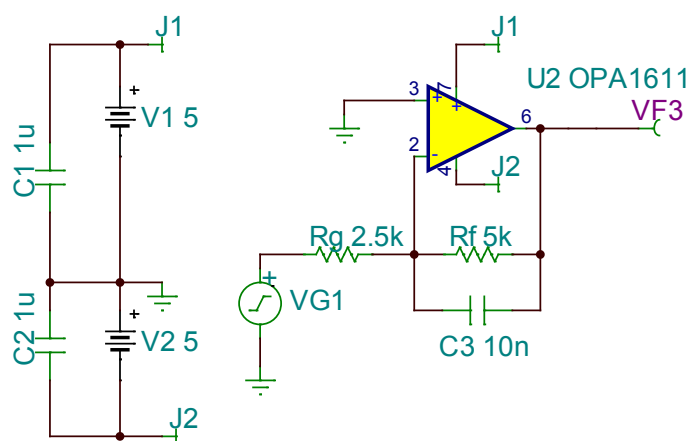 J1
+
V1 5
C1 1u
+
V2 5
C2 1u
J2
J1
U2 OPA1611
VF3
3
+
7
+
6
2
-
4
J2
Rg 2.5k
Rf 5k
+
VG1
C3 10n